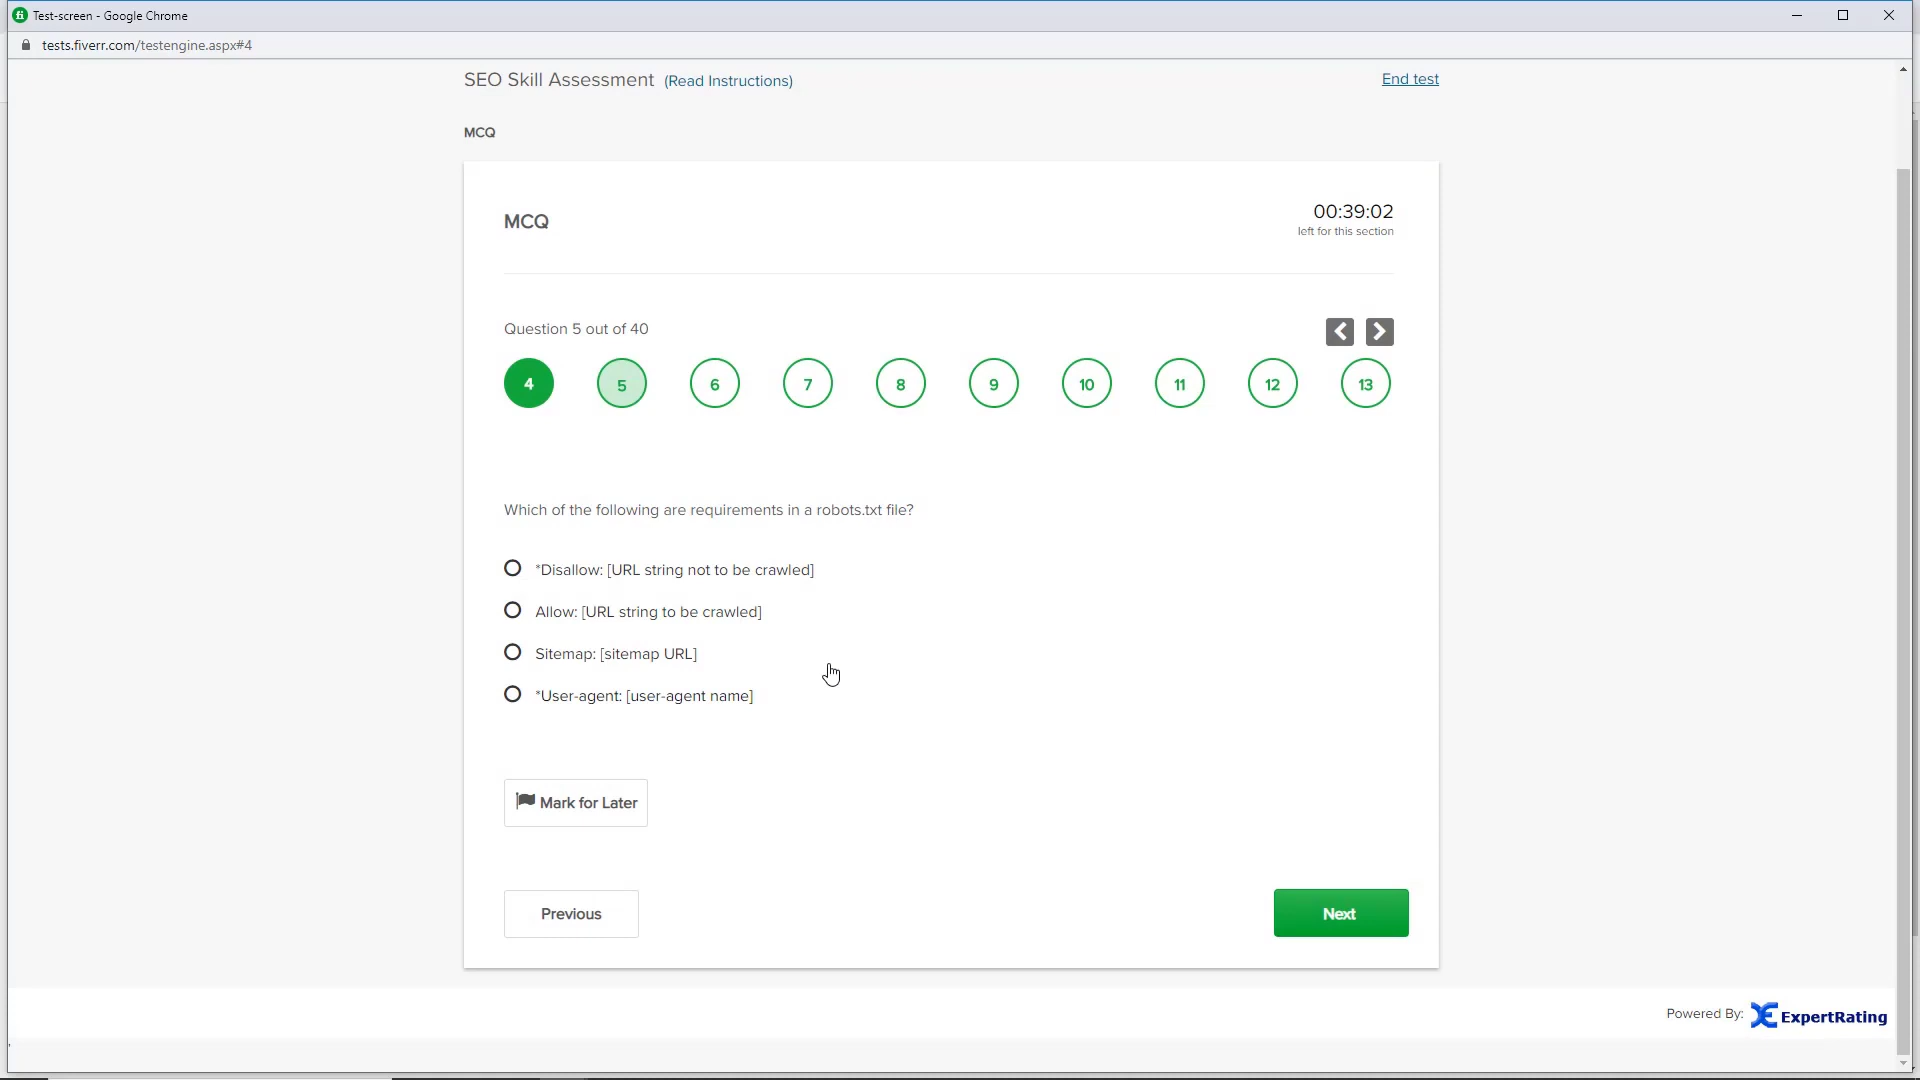 Test-screen - Google Chrome
tests.fiverr.com/testengine.aspx#4
SEO Skill Assessment (Read Instructions)
End test
MCQ
MCQ
00:39:02
left for this section
Question 5 out of 40
4 5 6 7 8 9 10 11 12 13
Which of the following are requirements in a robots.txt file?
*Disallow: [URL string not to be crawled]
Allow: [URL string to be crawled]
Sitemap: [sitemap URL]
*User-agent: [user-agent name]
Mark for Later
Previous
Next
Powered By: ExpertRating